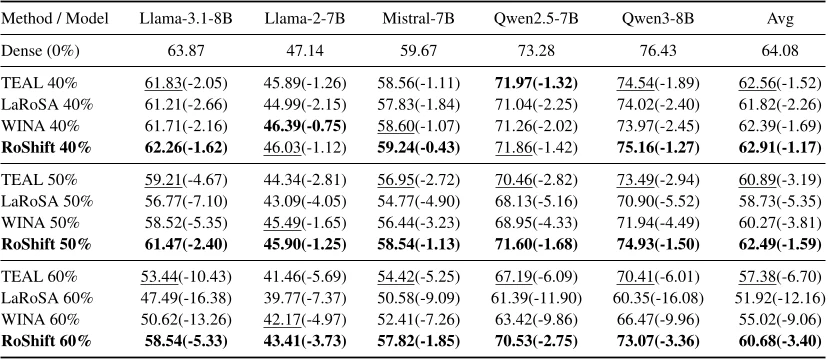 Method / Model Llama-3.1-8B Llama-2-7B Mistral-7B Qwen2.5-7B Qwen3-8B Avg
Dense (0%) 63.87 47.14 59.67 73.28 76.43 64.08
TEAL 40% 61.83(-2.05) 45.89(-1.26) 58.56(-1.11) 71.97(-1.32) 74.54(-1.89) 62.56(-1.52)
LaRoSA 40% 61.21(-2.66) 44.99(-2.15) 57.83(-1.84) 71.04(-2.25) 74.02(-2.40) 61.82(-2.26)
WINA 40% 61.71(-2.16) 46.39(-0.75) 58.60(-1.07) 71.26(-2.02) 73.97(-2.45) 62.39(-1.69)
RoShift 40% 62.26(-1.62) 46.03(-1.12) 59.24(-0.43) 71.86(-1.42) 75.16(-1.27) 62.91(-1.17)
TEAL 50% 59.21(-4.67) 44.34(-2.81) 56.95(-2.72) 70.46(-2.82) 73.49(-2.94) 60.89(-3.19)
LaRoSA 50% 56.77(-7.10) 43.09(-4.05) 54.77(-4.90) 68.13(-5.16) 70.90(-5.52) 58.73(-5.35)
WINA 50% 58.52(-5.35) 45.49(-1.65) 56.44(-3.23) 68.95(-4.33) 71.94(-4.49) 60.27(-3.81)
RoShift 50% 61.47(-2.40) 45.90(-1.25) 58.54(-1.13) 71.60(-1.68) 74.93(-1.50) 62.49(-1.59)
TEAL 60% 53.44(-10.43) 41.46(-5.69) 54.42(-5.25) 67.19(-6.09) 70.41(-6.01) 57.38(-6.70)
LaRoSA 60% 47.49(-16.38) 39.77(-7.37) 50.58(-9.09) 61.39(-11.90) 60.35(-16.08) 51.92(-12.16)
WINA 60% 50.62(-13.26) 42.17(-4.97) 52.41(-7.26) 63.42(-9.86) 66.47(-9.96) 55.02(-9.06)
RoShift 60% 58.54(-5.33) 43.41(-3.73) 57.82(-1.85) 70.53(-2.75) 73.07(-3.36) 60.68(-3.40)